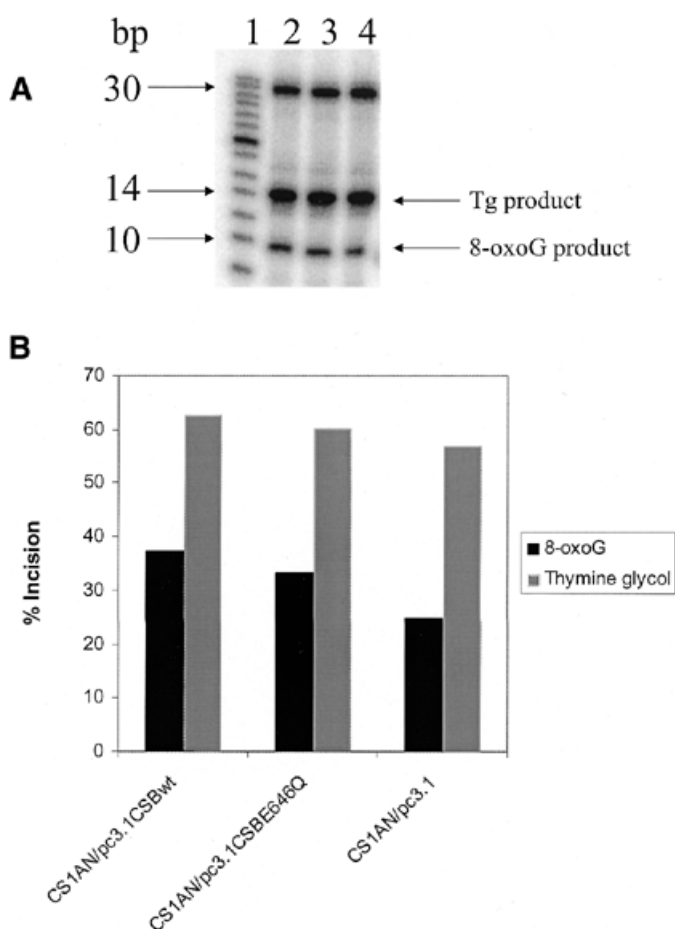 bp 1 2 3 4
A
30
14
Tg product
10
8-oxoG product
B
70
60
50
40
30
20
10
0
% Incision
8-oxoG
Thymine glycol
CS1AN/pc3.1CSBwt
CS1AN/pc3.1CSBE646Q
CS1AN/pc3.1